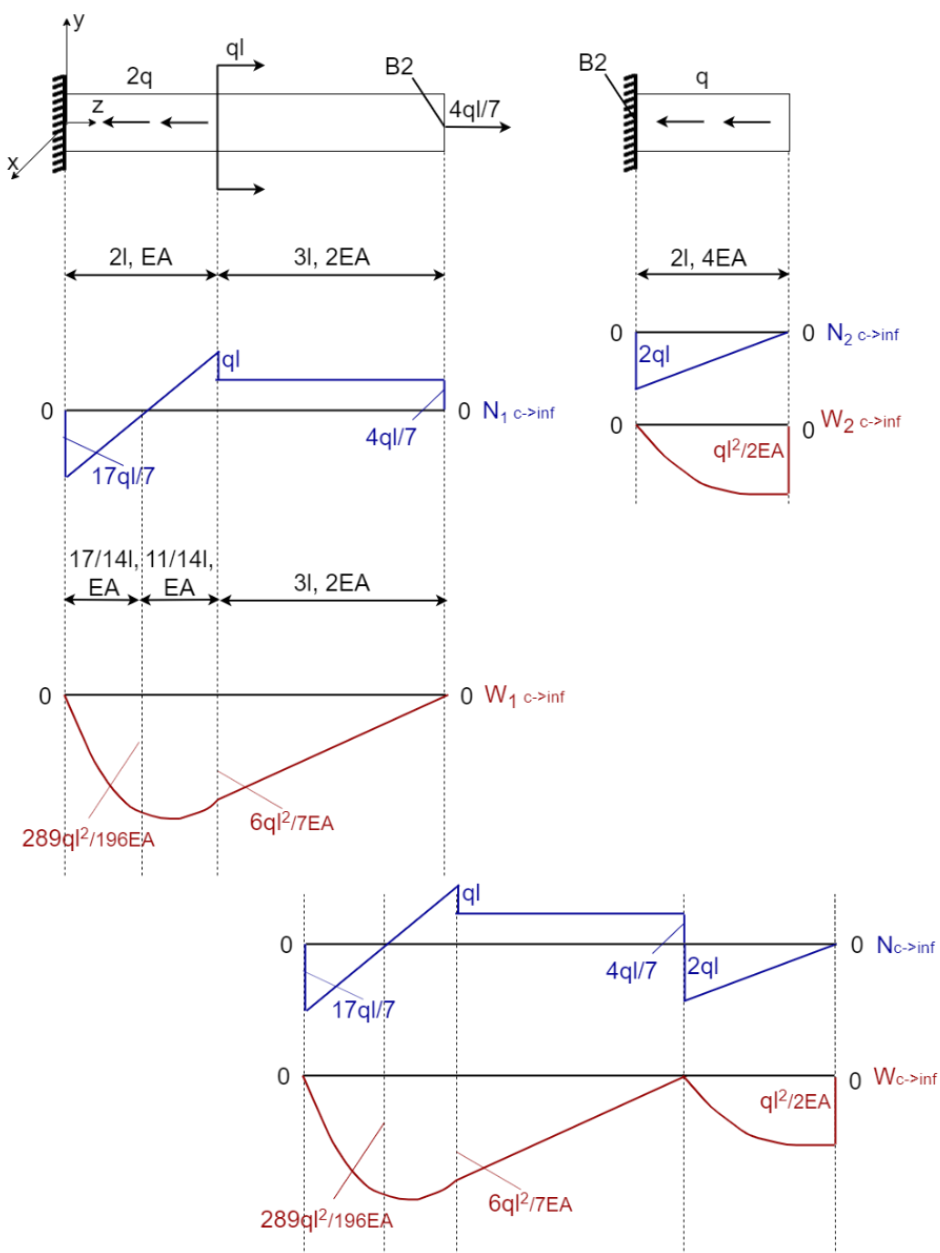 y
ql
2q
B2
4ql/7
z
x
B2
q
2l, EA
3l, 2EA
2l, 4EA
0
0 N₂ c->inf
2ql
ql
0
0 N₁ c->inf
4ql/7
17ql/7
0
0 W₂ c->inf
ql²/2EA
17/14l, EA
11/14l, EA
3l, 2EA
0
0 W₁ c->inf
289ql²/196EA
6ql²/7EA
ql
0
0 Nc->inf
4ql/7
2ql
17ql/7
0
0 Wc->inf
ql²/2EA
289ql²/196EA
6ql²/7EA